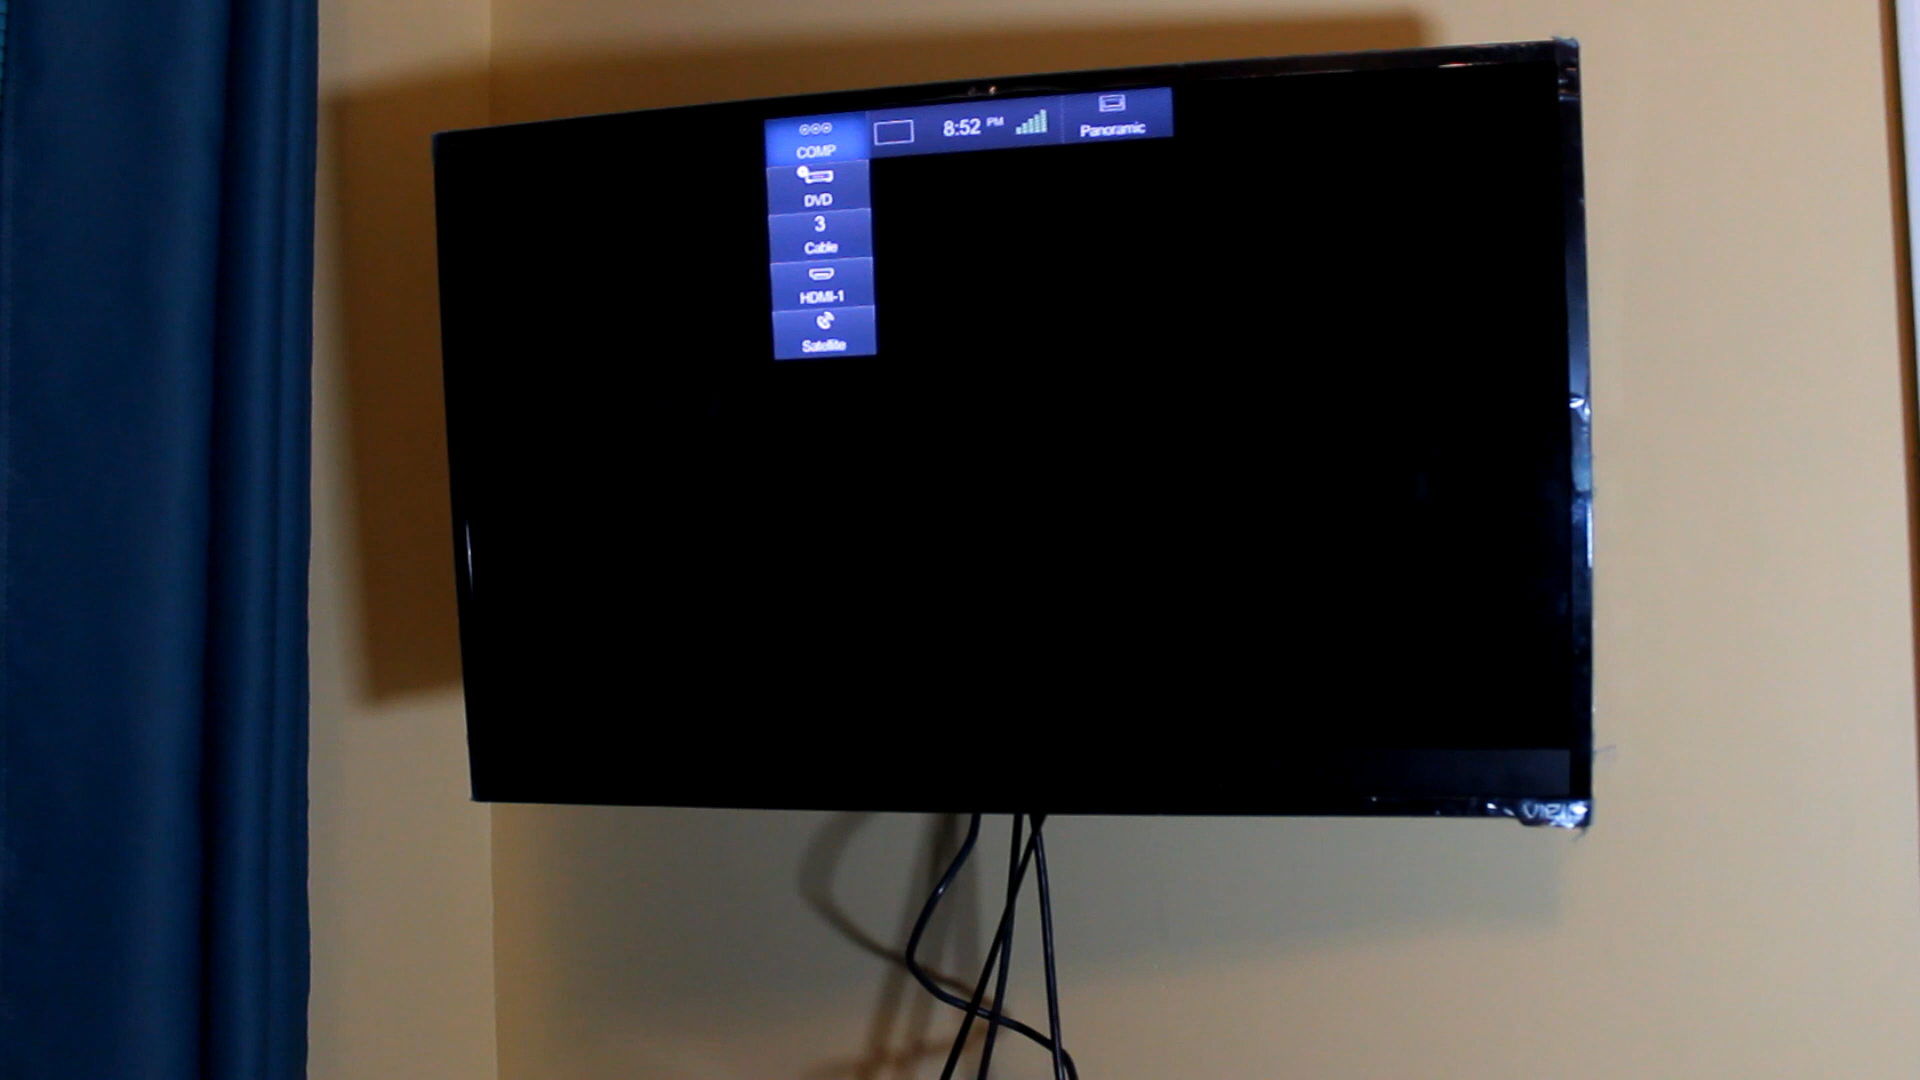 COMP
8:52 PM
Panoramic
DVD
3
Cable
HDMI-1
Satellite